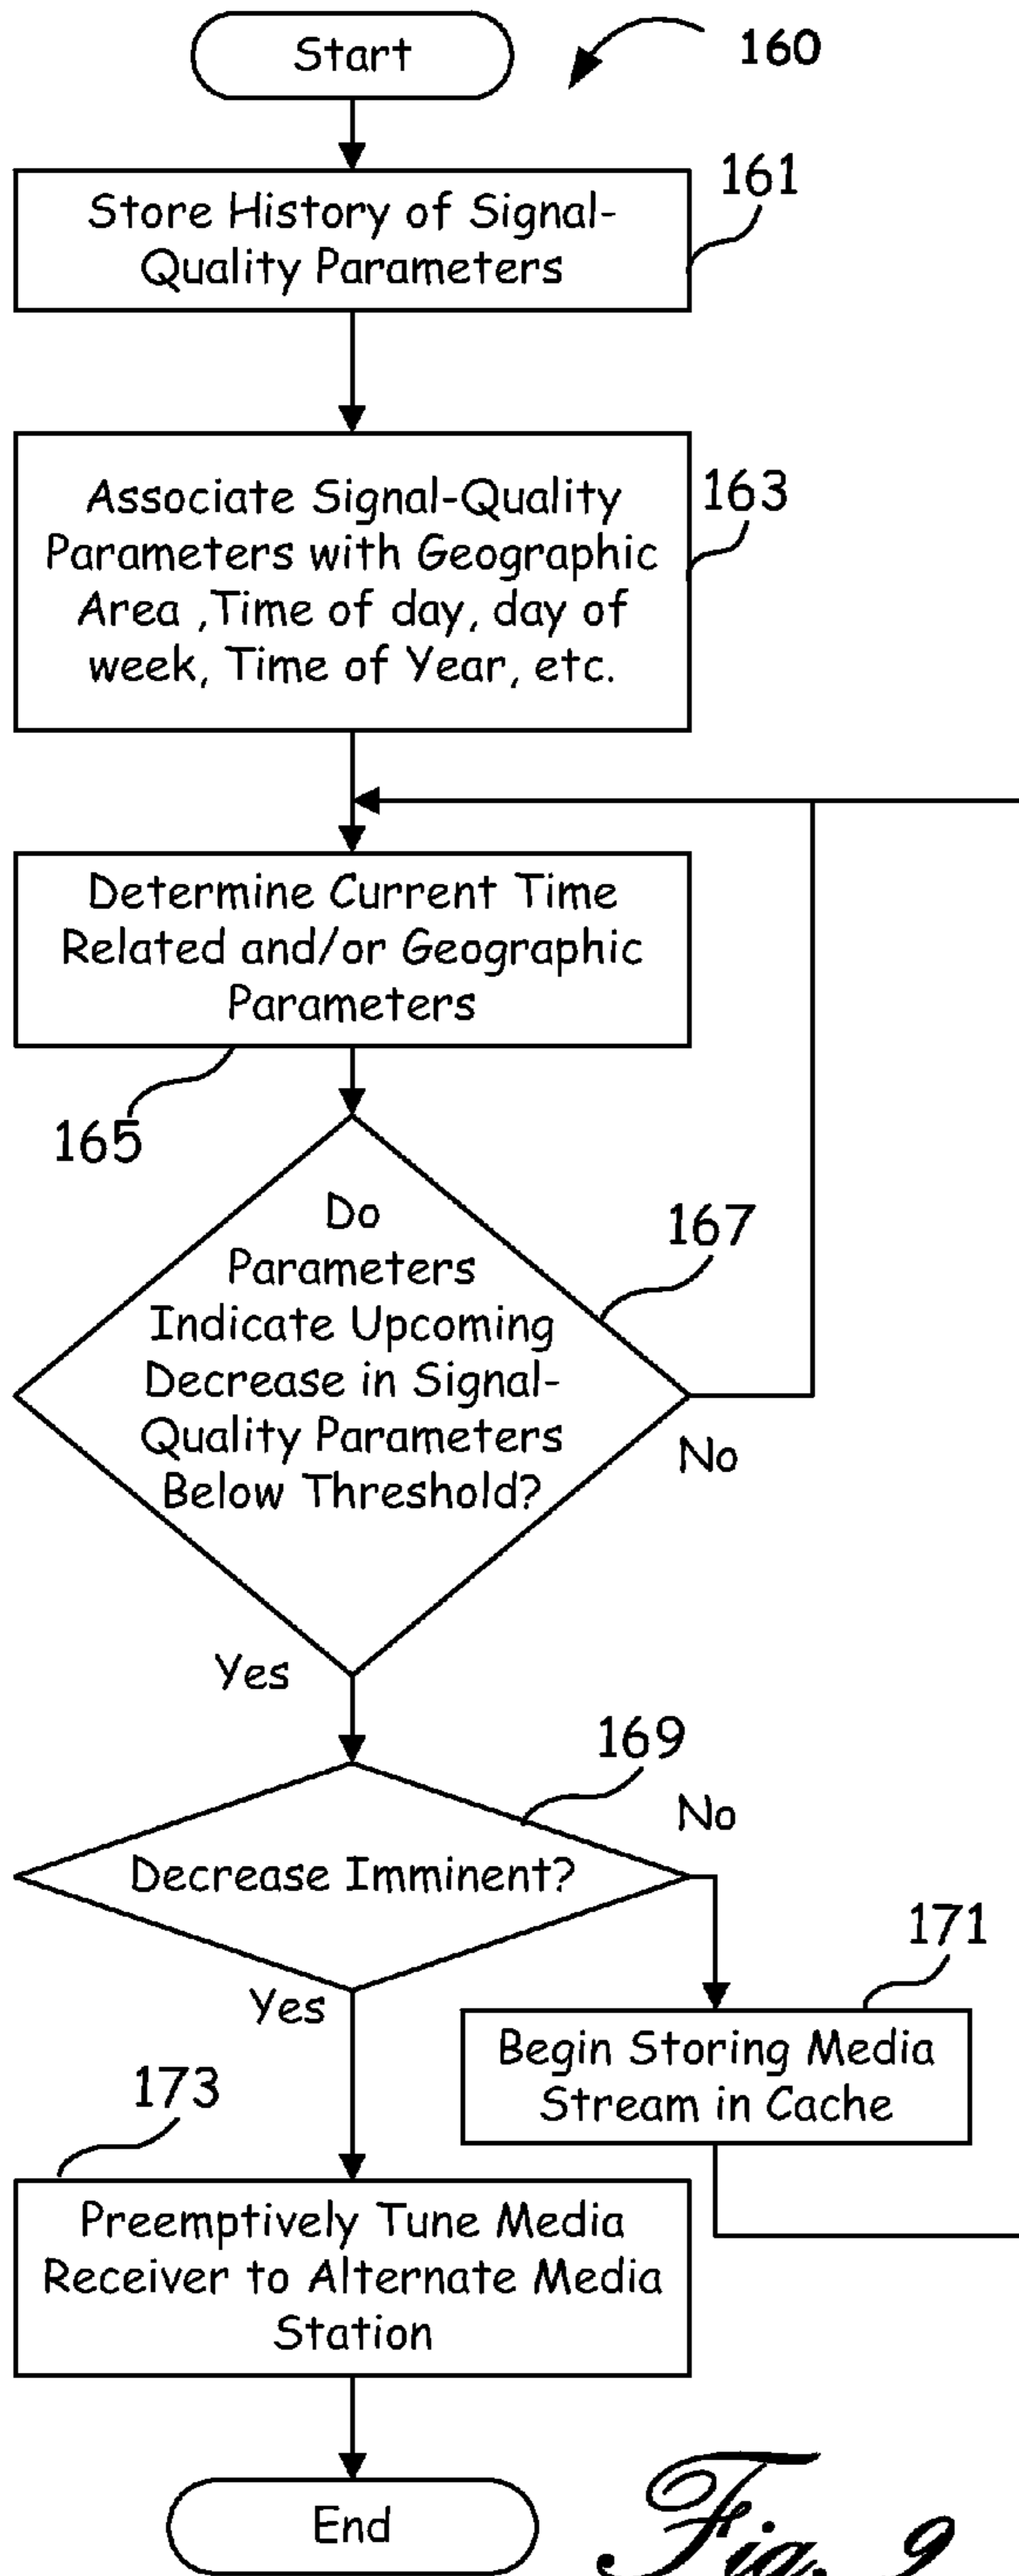 Start
160
161
Store History of Signal-
Quality Parameters
163
Associate Signal-Quality
Parameters with Geographic
Area ,Time of day, day of
week, Time of Year, etc.
Determine Current Time
Related and/or Geographic
Parameters
165
167
Do
Parameters
Indicate Upcoming
Decrease in Signal-
Quality Parameters
Below Threshold?
No
Yes
169
No
Decrease Imminent?
171
Yes
Begin Storing Media
Stream in Cache
173
Preemptively Tune Media
Receiver to Alternate Media
Station
End
Fig. 9